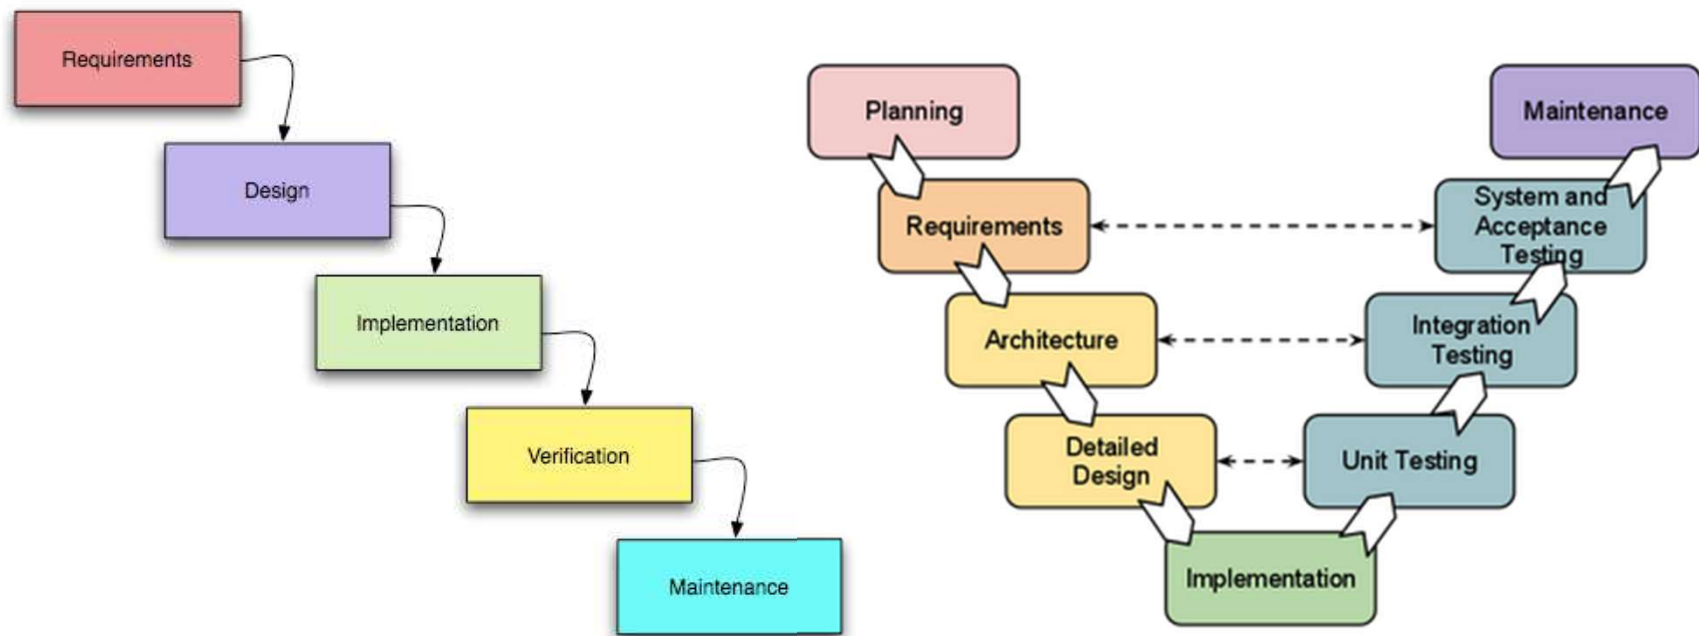 Requirements
Design
Implementation
Verification
Maintenance
Planning
Requirements
Architecture
Detailed
Design
Implementation
Unit Testing
Integration
Testing
System and
Acceptance
Testing
Maintenance